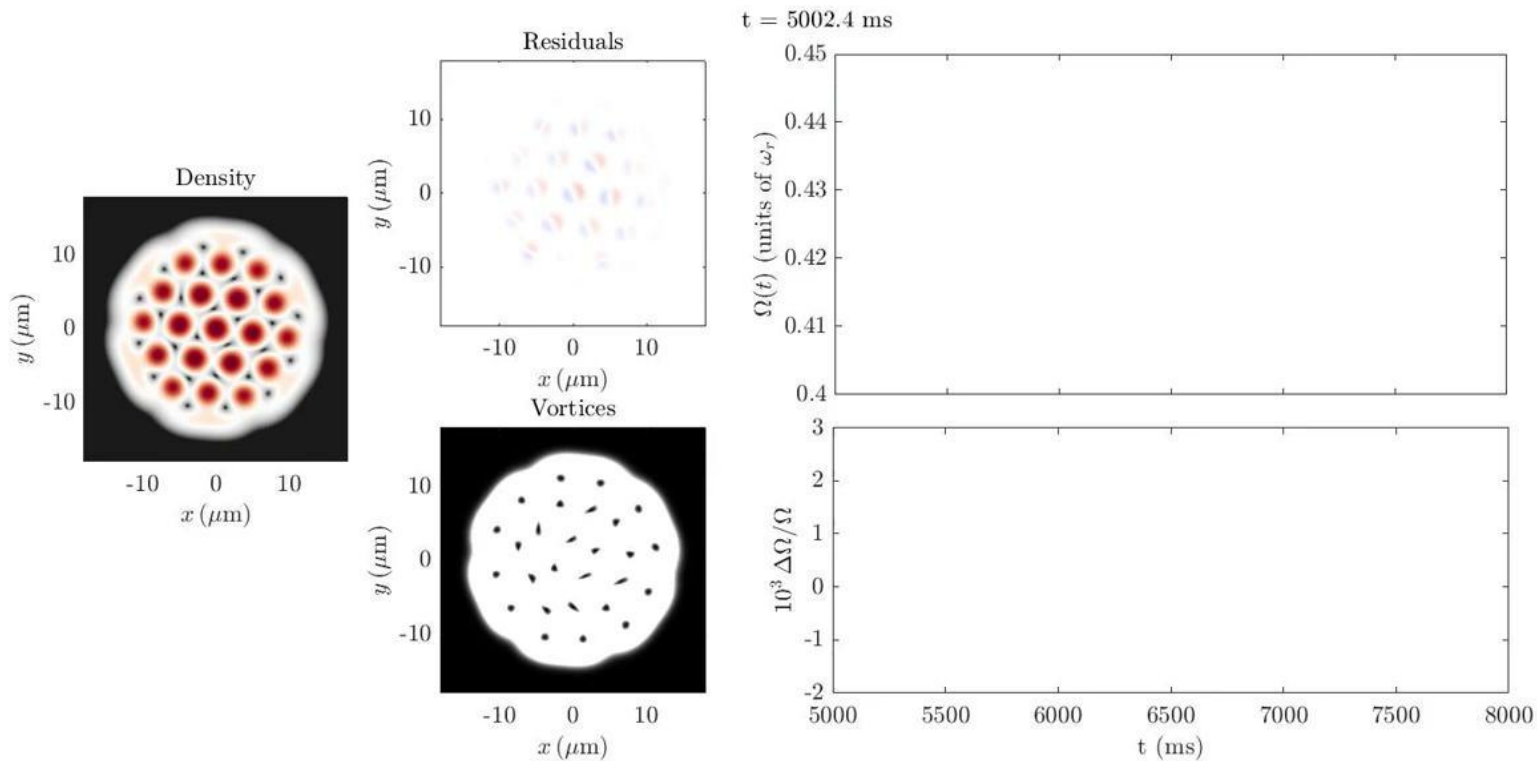 t = 5002.4 ms
Residuals
10
0
-10
y (μm)
-10 0 10
x (μm)
Density
10
0
-10
y (μm)
-10 0 10
x (μm)
Vortices
10
0
-10
y (μm)
-10 0 10
x (μm)
0.45
0.44
0.43
0.42
0.41
0.4
Ω(t) (units of ω_r)
3
2
1
0
-1
-2
10³ ΔΩ/Ω
5000 5500 6000 6500 7000 7500 8000
t (ms)